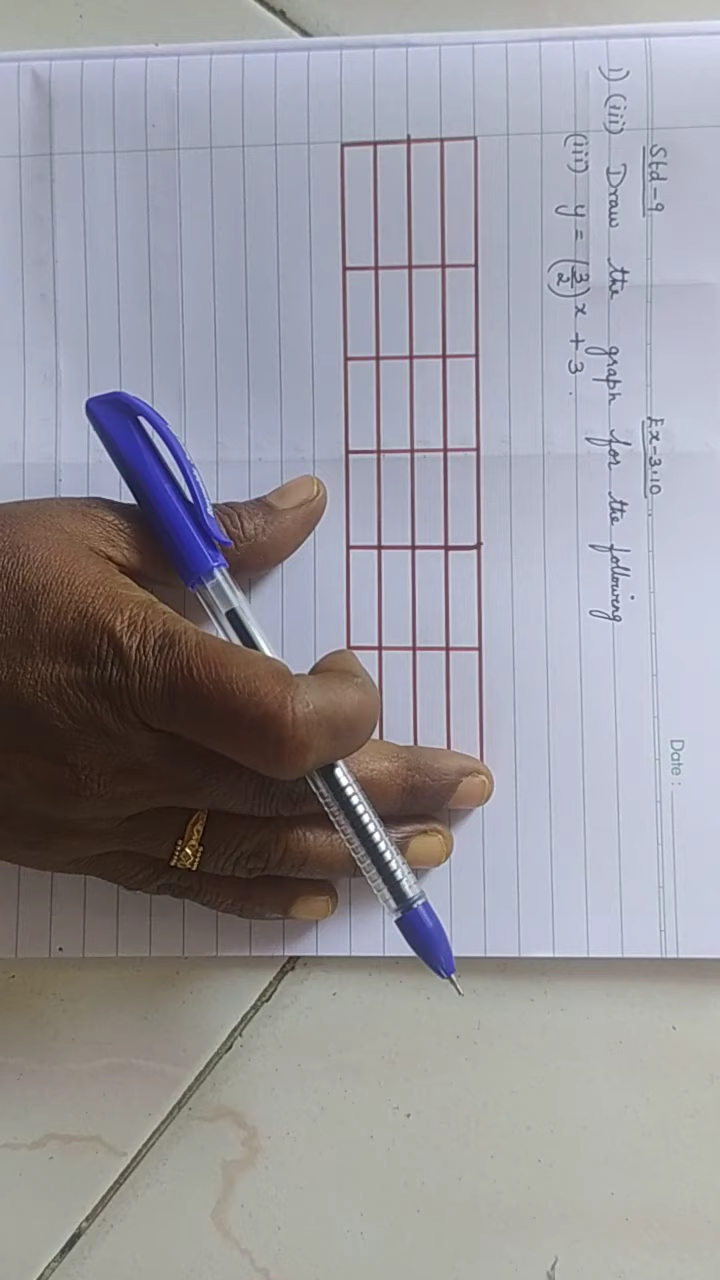 Date :
Std-9 Ex-3.10
1) (iii) Draw the graph for the following
(iii) y = (3/2)x + 3.